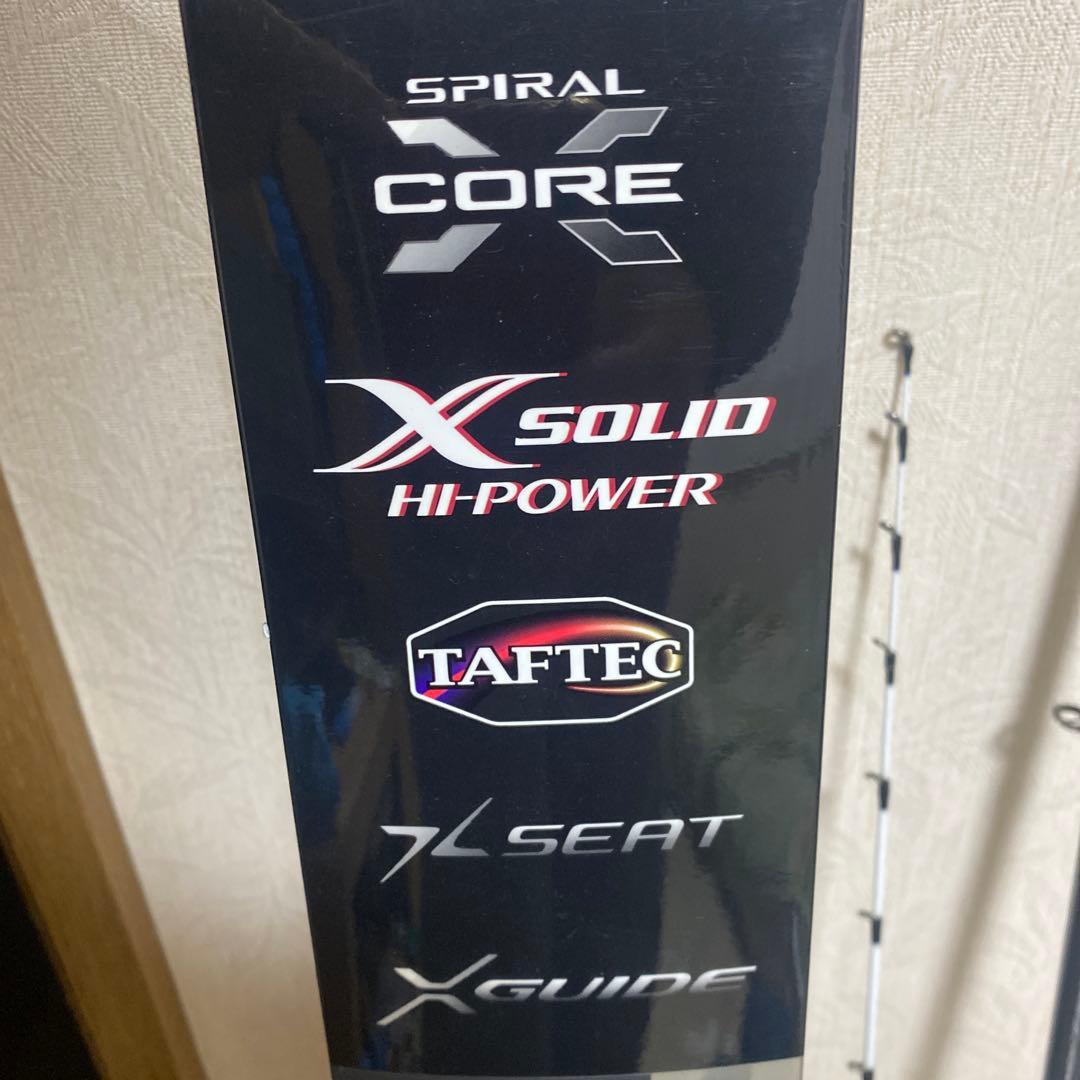 SPIRAL
X
CORE
X SOLID
HI-POWER
TAFTEC
X SEAT
X GUIDE